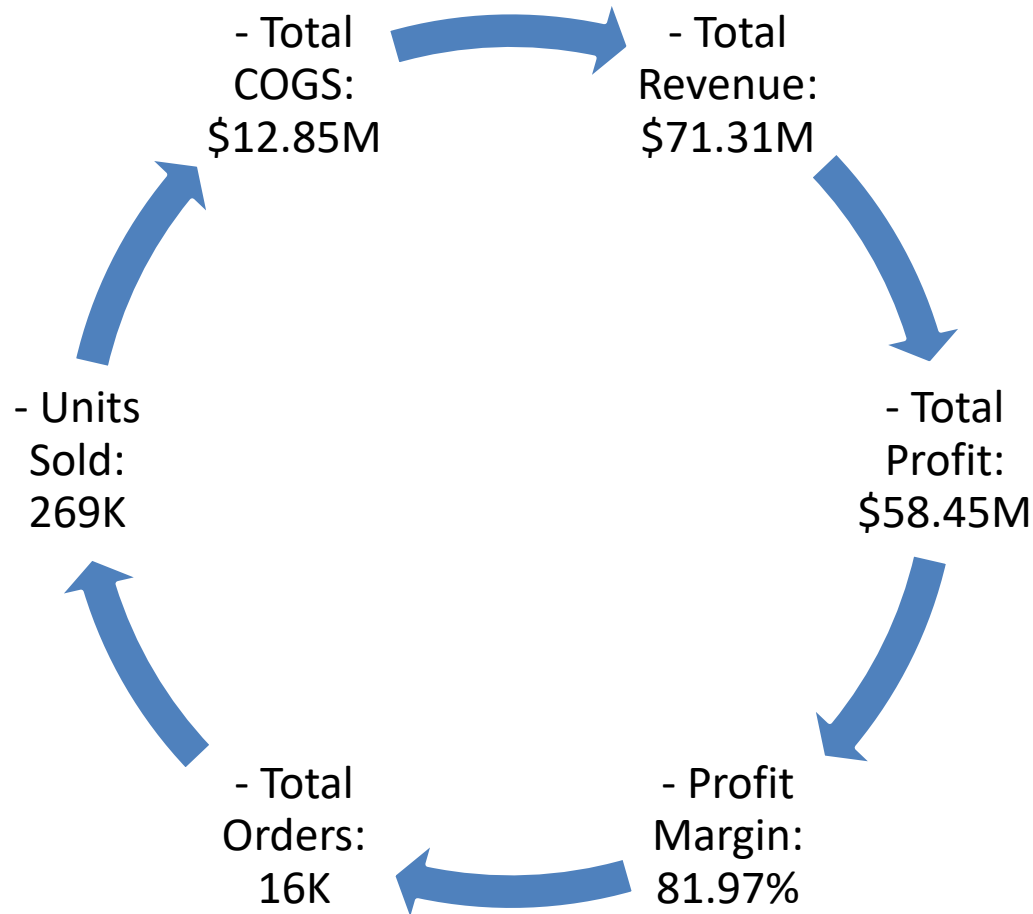 - Total
Revenue:
$71.31M
- Total
Profit:
$58.45M
- Profit
Margin:
81.97%
- Total
Orders:
16K
- Units
Sold:
269K
- Total
COGS:
$12.85M